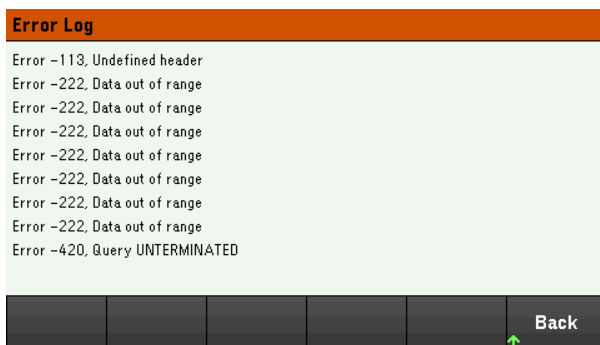 Error Log
Error -113, Undefined header
Error -222, Data out of range
Error -222, Data out of range
Error -222, Data out of range
Error -222, Data out of range
Error -222, Data out of range
Error -222, Data out of range
Error -222, Data out of range
Error -420, Query UNTERMINATED
Back